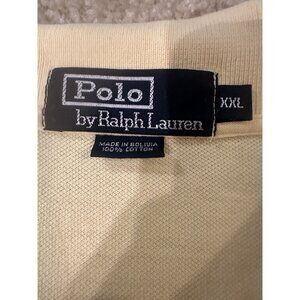 Polo
by Ralph Lauren
XXL
MADE IN BOLIVIA
100% COTTON